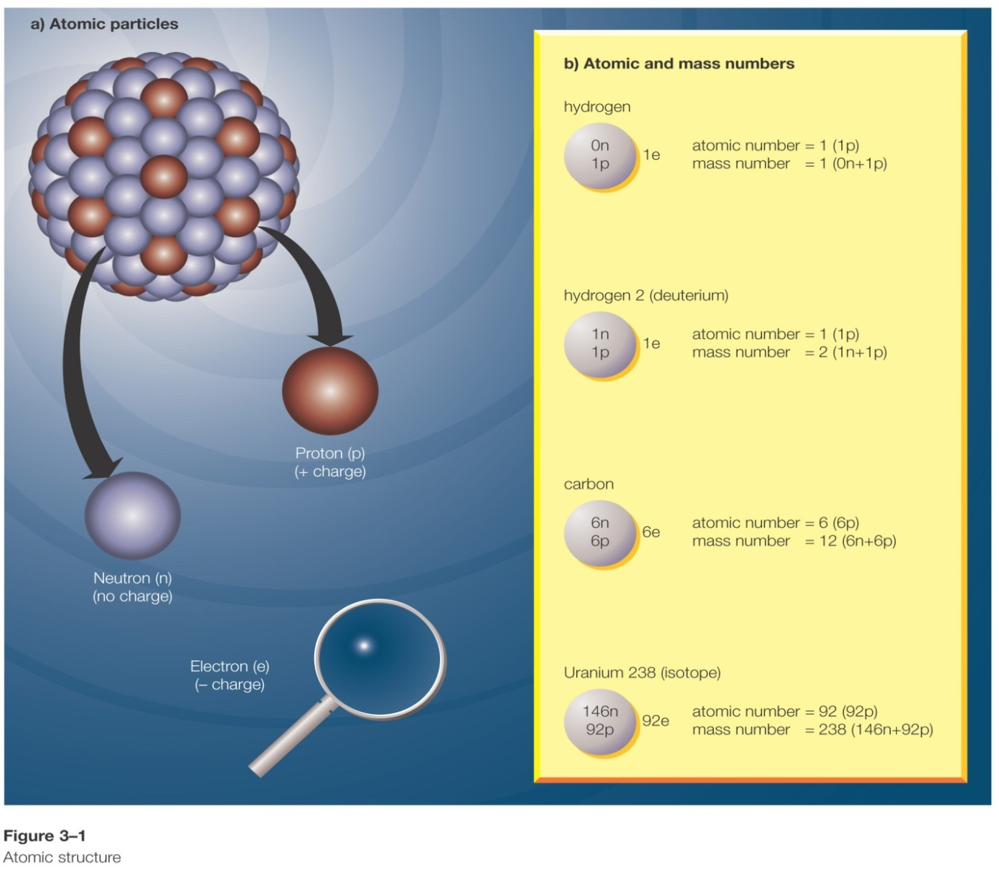 a) Atomic particles
Proton (p)
(+ charge)
Neutron (n)
(no charge)
Electron (e)
(– charge)
b) Atomic and mass numbers
hydrogen
0n
1p
1e
atomic number = 1 (1p)
mass number = 1 (0n+1p)
hydrogen 2 (deuterium)
1n
1p
1e
atomic number = 1 (1p)
mass number = 2 (1n+1p)
carbon
6n
6p
6e
atomic number = 6 (6p)
mass number = 12 (6n+6p)
Uranium 238 (isotope)
146n
92p
92e
atomic number = 92 (92p)
mass number = 238 (146n+92p)
Figure 3–1
Atomic structure